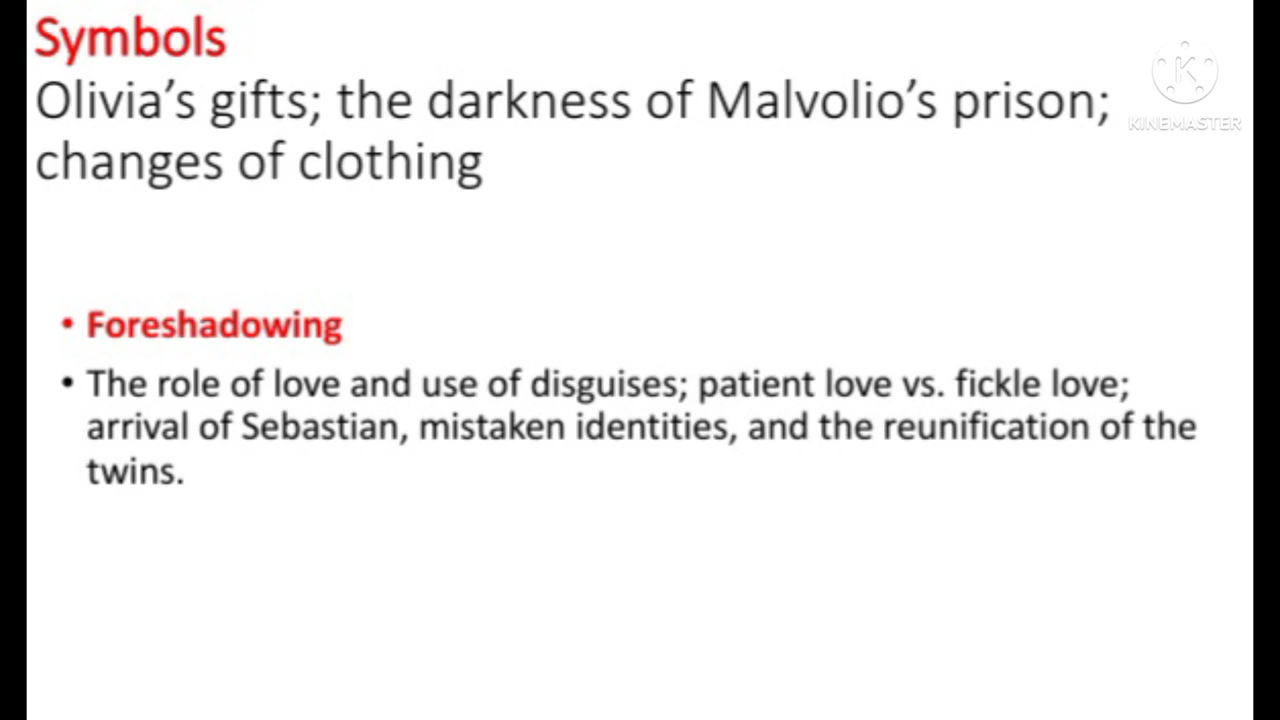 Symbols
Olivia’s gifts; the darkness of Malvolio’s prison;
changes of clothing
K
KINEMASTER
• Foreshadowing
• The role of love and use of disguises; patient love vs. fickle love;
arrival of Sebastian, mistaken identities, and the reunification of the
twins.